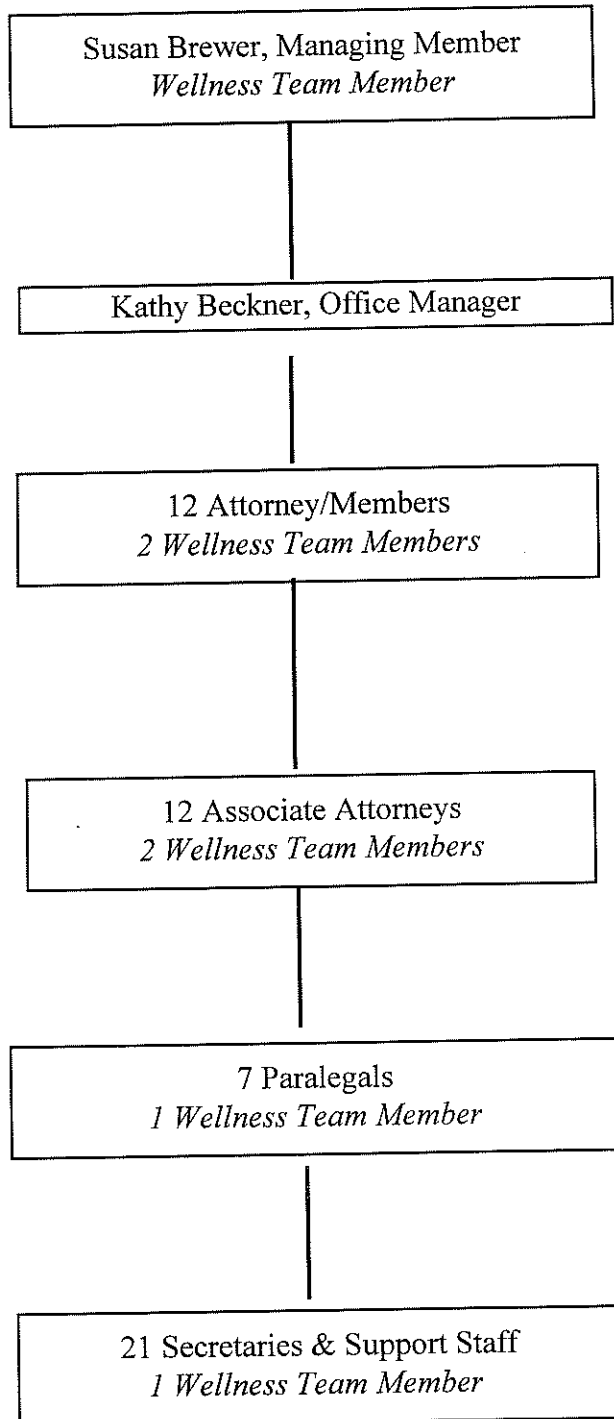 Susan Brewer, Managing Member
Wellness Team Member
Kathy Beckner, Office Manager
12 Attorney/Members
2 Wellness Team Members
12 Associate Attorneys
2 Wellness Team Members
7 Paralegals
1 Wellness Team Member
21 Secretaries & Support Staff
1 Wellness Team Member